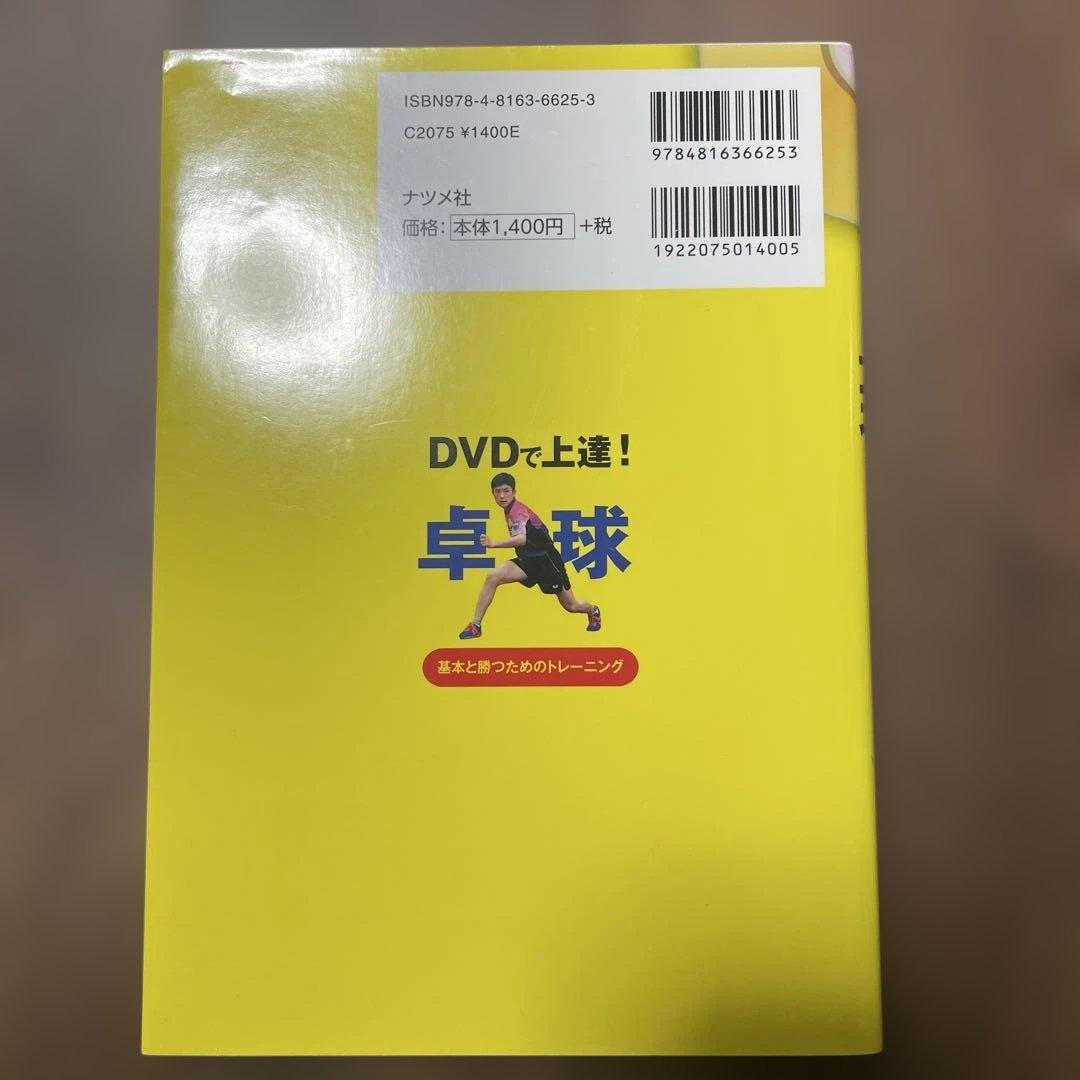 ISBN978-4-8163-6625-3
C2075 ¥1400E
9784816366253
ナツメ社
価格：本体1,400円 +税
1922075014005
DVDで上達！
卓球
基本と勝つためのトレーニング